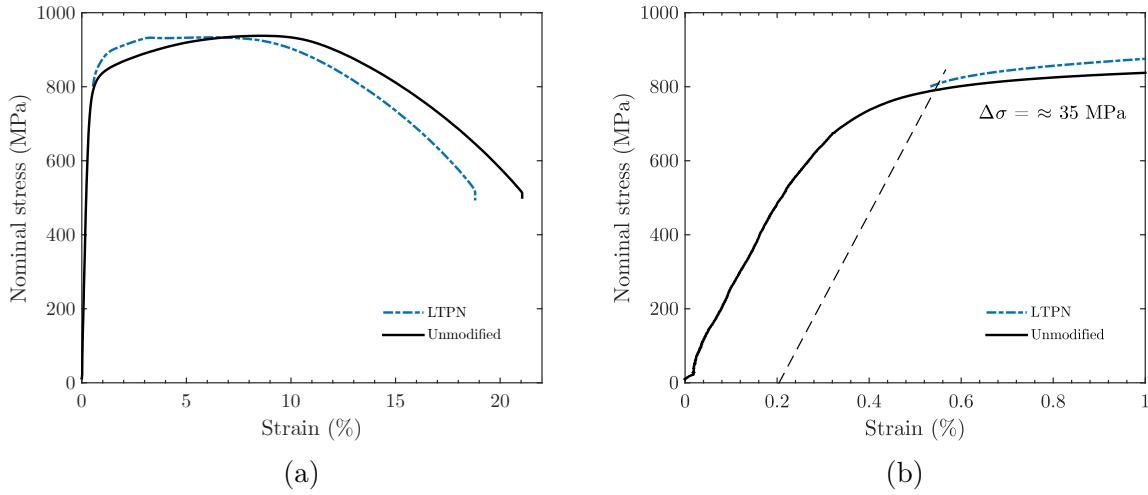 1000
800
600
400
200
0
0
5
10
15
20
Nominal stress (MPa)
Strain (%)
LTPN
Unmodified
(a)
1000
800
600
400
200
0
0
0.2
0.4
0.6
0.8
1
Nominal stress (MPa)
Strain (%)
Δσ = ≈ 35 MPa
LTPN
Unmodified
(b)